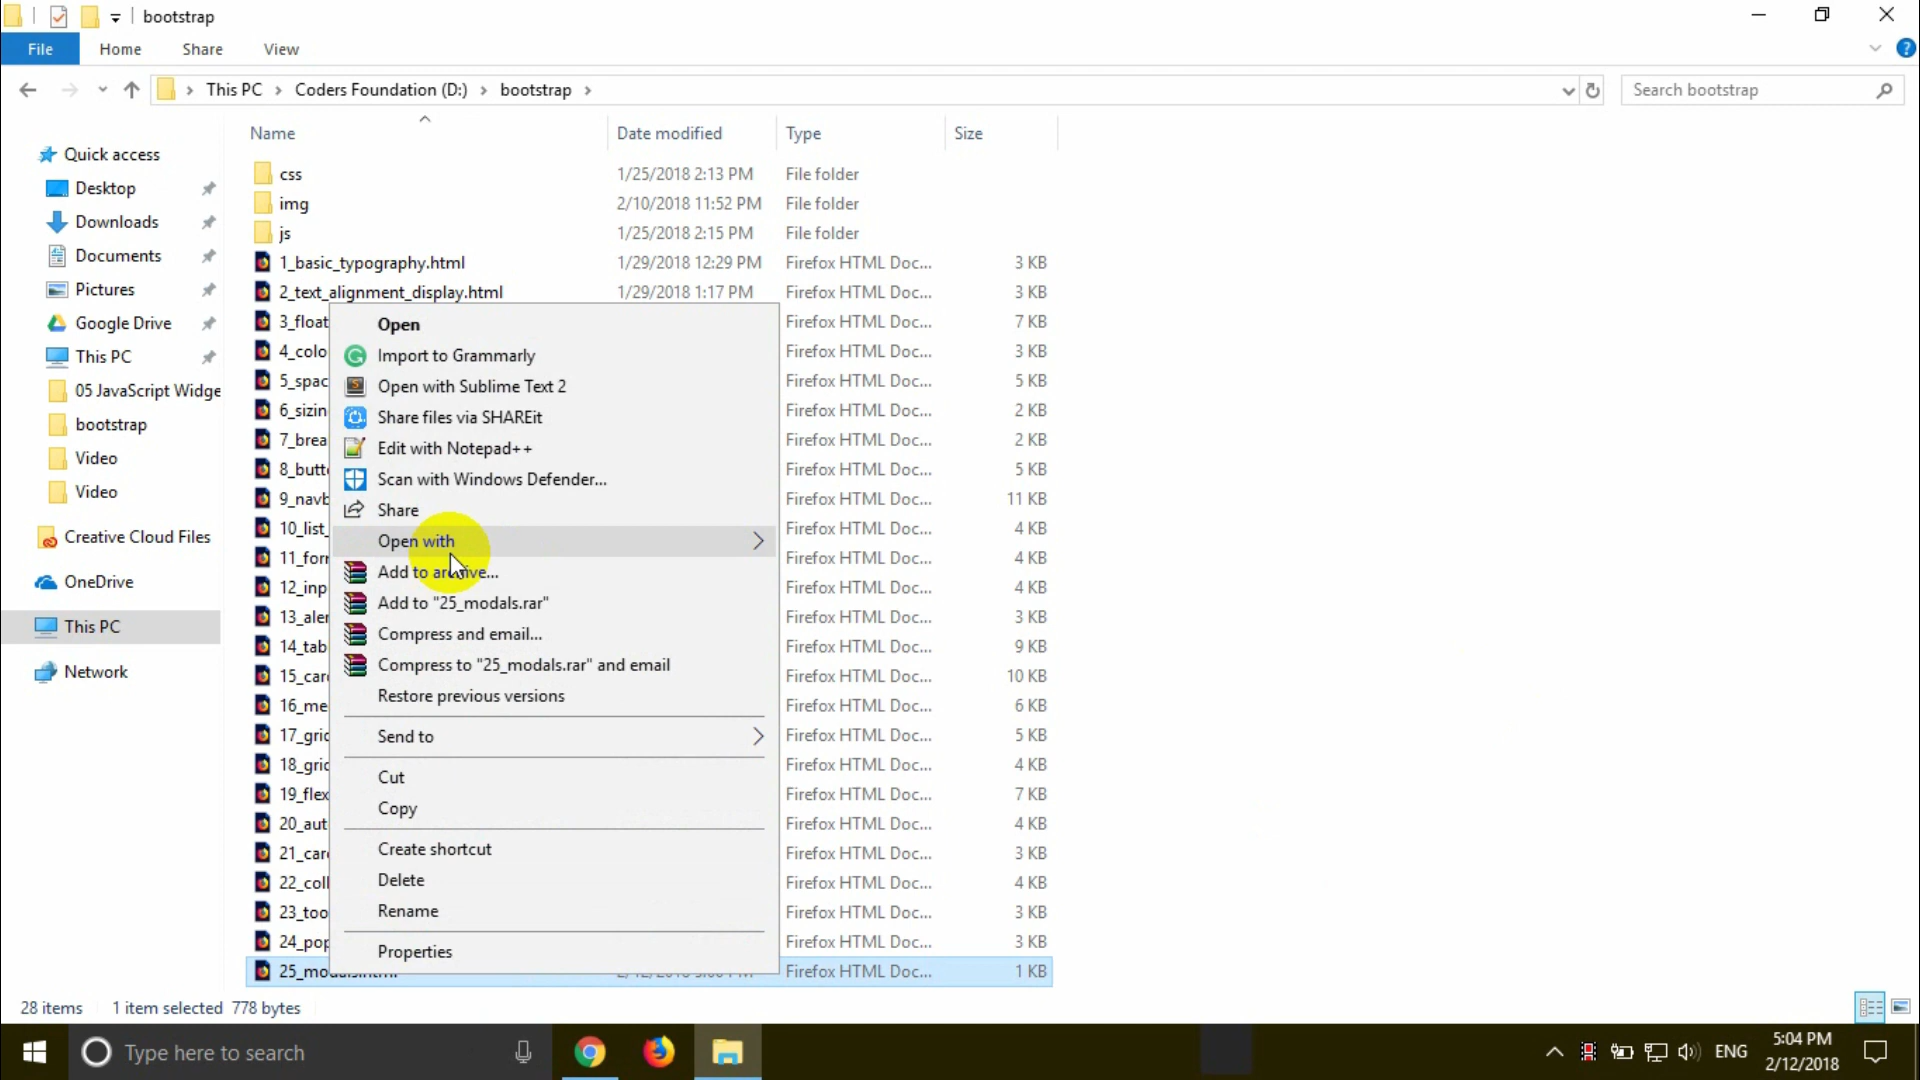 bootstrap
File Home Share View
This PC Coders Foundation (D:) bootstrap
Search bootstrap
Quick access
Desktop
Downloads
Documents
Pictures
Google Drive
This PC
05 JavaScript Widge
bootstrap
Video
Video
Creative Cloud Files
OneDrive
This PC
Network
Name Date modified Type Size
css 1/25/2018 2:13 PM File folder
img 2/10/2018 11:52 PM File folder
js 1/25/2018 2:15 PM File folder
1_basic_typography.html 1/29/2018 12:29 PM Firefox HTML Doc... 3 KB
2_text_alignment_display.html 1/29/2018 1:17 PM Firefox HTML Doc... 3 KB
3_float Firefox HTML Doc... 7 KB
4_colo Firefox HTML Doc... 3 KB
5_spac Firefox HTML Doc... 5 KB
6_sizin Firefox HTML Doc... 2 KB
7_brea Firefox HTML Doc... 2 KB
8_butt Firefox HTML Doc... 5 KB
9_navb Firefox HTML Doc... 11 KB
10_list_ Firefox HTML Doc... 4 KB
11_forr Firefox HTML Doc... 4 KB
12_inp Firefox HTML Doc... 4 KB
13_aler Firefox HTML Doc... 3 KB
14_tab Firefox HTML Doc... 9 KB
15_car Firefox HTML Doc... 10 KB
16_me Firefox HTML Doc... 6 KB
17_gric Firefox HTML Doc... 5 KB
18_gric Firefox HTML Doc... 4 KB
19_flex Firefox HTML Doc... 7 KB
20_aut Firefox HTML Doc... 4 KB
21_car Firefox HTML Doc... 3 KB
22_coll Firefox HTML Doc... 4 KB
23_too Firefox HTML Doc... 3 KB
24_pop Firefox HTML Doc... 3 KB
25_modals.html Firefox HTML Doc... 1 KB
Open
Import to Grammarly
Open with Sublime Text 2
Share files via SHAREit
Edit with Notepad++
Scan with Windows Defender...
Share
Open with
Add to archive...
Add to "25_modals.rar"
Compress and email...
Compress to "25_modals.rar" and email
Restore previous versions
Send to
Cut
Copy
Create shortcut
Delete
Rename
Properties
28 items 1 item selected 778 bytes
Type here to search
ENG
5:04 PM
2/12/2018